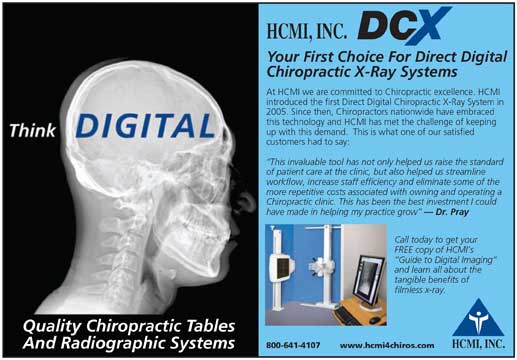 Think DIGITAL
Quality Chiropractic Tables
And Radiographic Systems
HCMI, INC. DCX
Your First Choice For Direct Digital
Chiropractic X-Ray Systems
At HCMI we are committed to Chiropractic excellence. HCMI
introduced the first Direct Digital Chiropractic X-Ray System in
2005. Since then, Chiropractors nationwide have embraced
this technology and HCMI has met the challenge of keeping
up with this demand. This is what one of our satisfied
customers had to say:
“This invaluable tool has not only helped us raise the standard
of patient care at the clinic, but also helped us streamline
workflow, increase staff efficiency and eliminate some of the
more repetitive costs associated with owning and operating a
Chiropractic clinic. This has been the best investment I could
have made in helping my practice grow” — Dr. Pray
Call today to get your
FREE copy of HCMI’s
“Guide to Digital Imaging”
and learn all about the
tangible benefits of
filmless x-ray.
800-641-4107 www.hcmi4chiros.com
HCMI, INC.